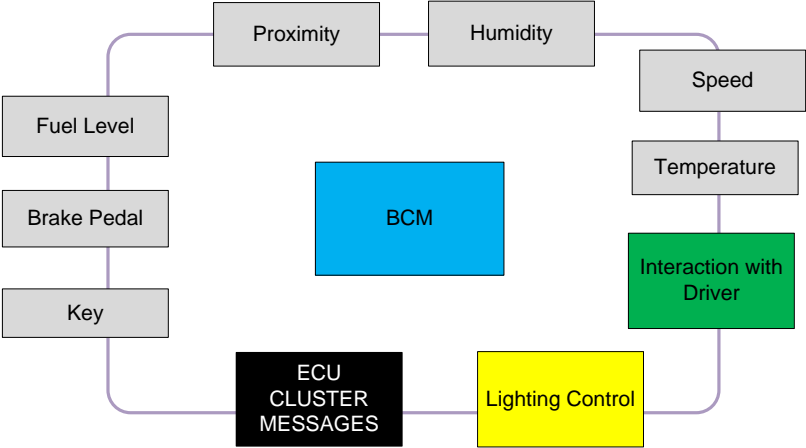 Proximity
Humidity
Speed
Fuel Level
Temperature
Brake Pedal
BCM
Interaction with
Driver
Key
ECU
CLUSTER
MESSAGES
Lighting Control